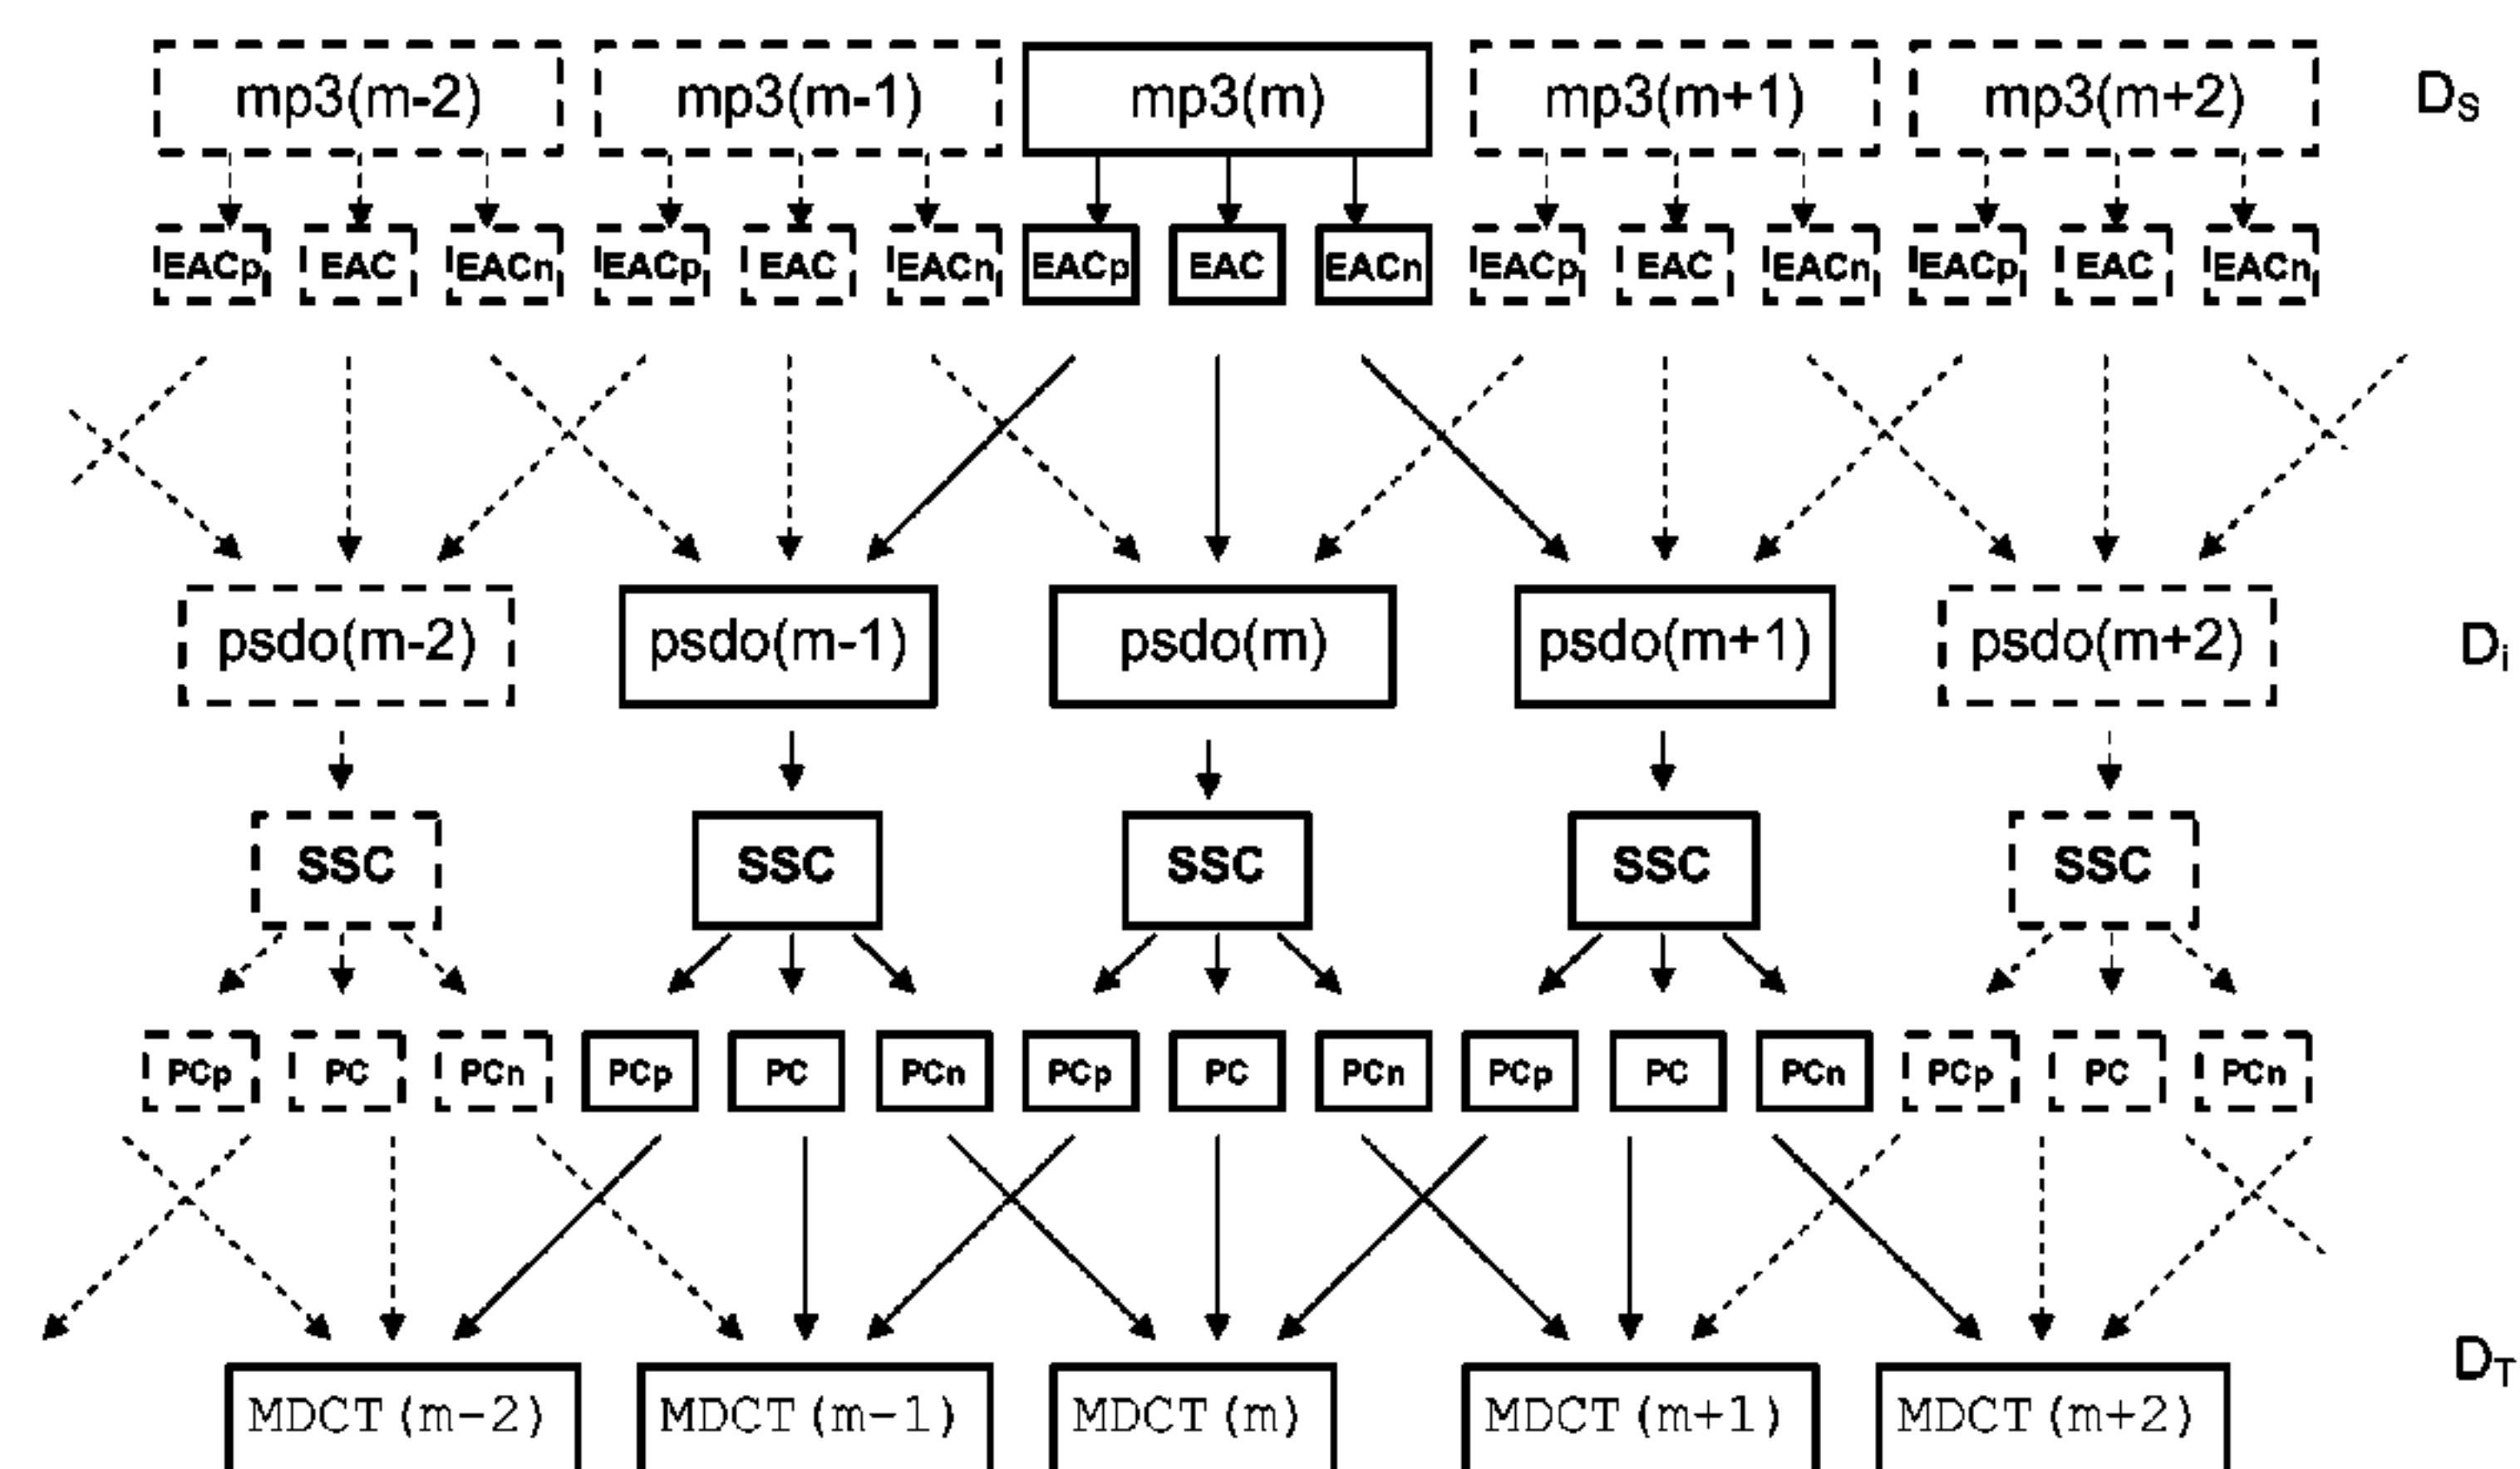 mp3(m-2) mp3(m-1) mp3(m) mp3(m+1) mp3(m+2) DS
EACp EAC EACn EACp EAC EACn EACp EAC EACn EACp EAC EACn EACp EAC EACn
psdo(m-2) psdo(m-1) psdo(m) psdo(m+1) psdo(m+2) Di
SSC SSC SSC SSC SSC
PCp PC PCn PCp PC PCn PCp PC PCn PCp PC PCn PCp PC PCn
DT
MDCT(m-2) MDCT(m-1) MDCT(m) MDCT(m+1) MDCT(m+2)